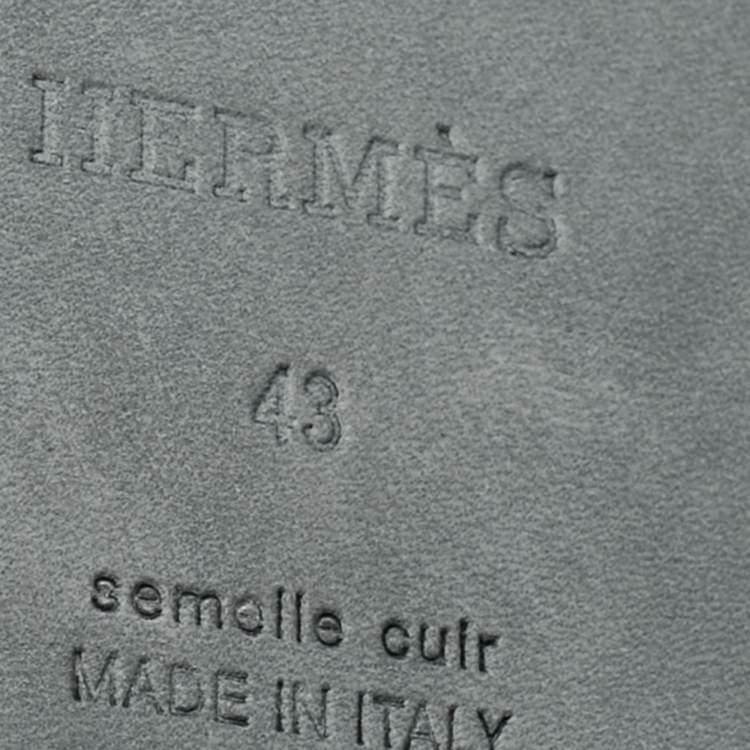 HERMÈS
43
semelle cuir
MADE IN ITALY